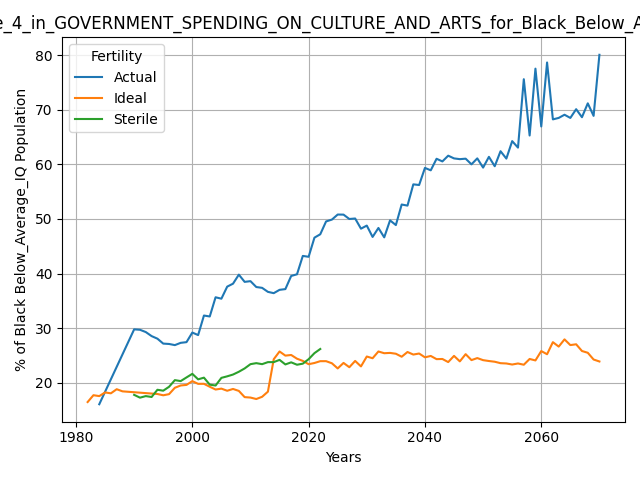 _4_in_GOVERNMENT_SPENDING_ON_CULTURE_AND_ARTS_for_Black_Below_A
Fertility
Actual
Ideal
Sterile
% of Black Below_Average_IQ Population
80
70
60
50
40
30
20
1980 2000 2020 2040 2060
Years